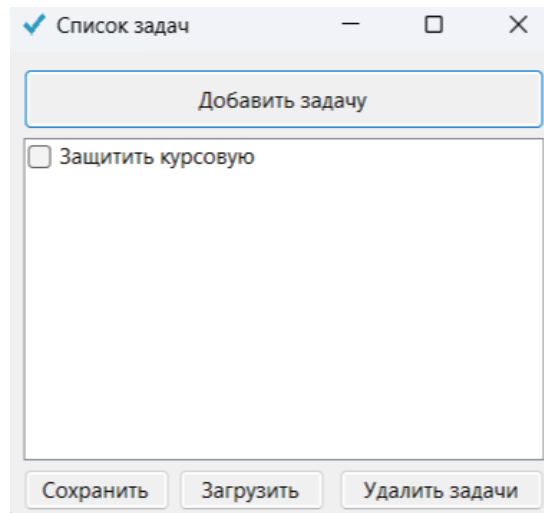 Список задач
Добавить задачу
Защитить курсовую
Сохранить Загрузить Удалить задачи